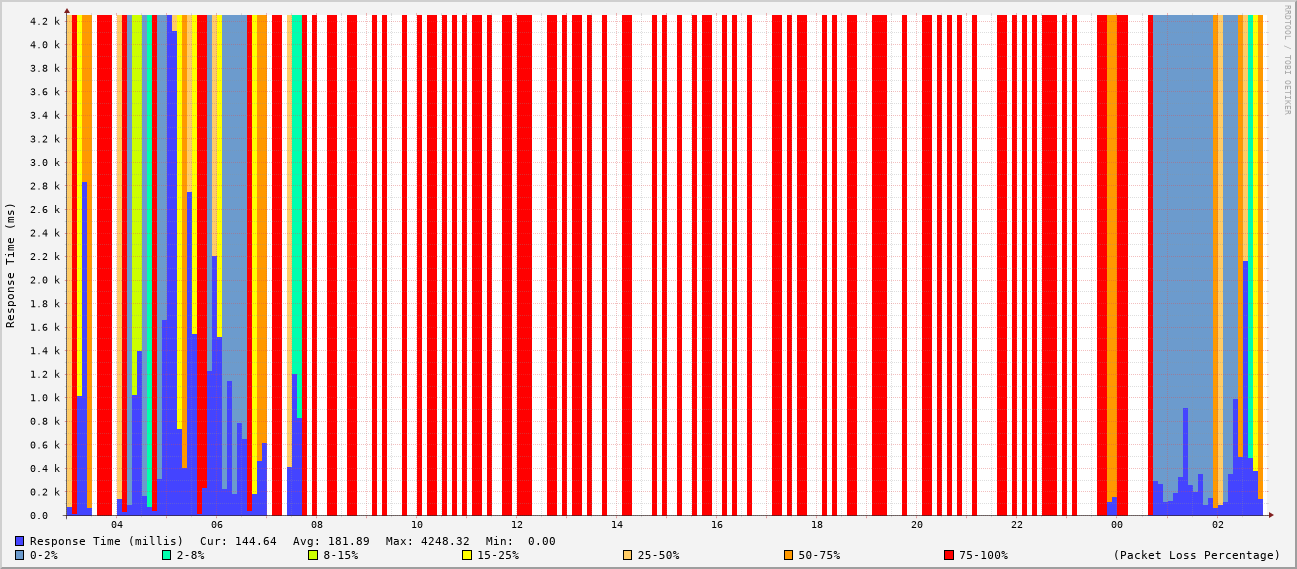 RRDTOOL / TOBI OETIKER
Response Time (ms)
4.2 k
4.0 k
3.8 k
3.6 k
3.4 k
3.2 k
3.0 k
2.8 k
2.6 k
2.4 k
2.2 k
2.0 k
1.8 k
1.6 k
1.4 k
1.2 k
1.0 k
0.8 k
0.6 k
0.4 k
0.2 k
0.0
04 06 08 10 12 14 16 18 20 22 00 02
Response Time (millis) Cur: 144.64 Avg: 181.89 Max: 4248.32 Min: 0.00
0-2% 2-8% 8-15% 15-25% 25-50% 50-75% 75-100% (Packet Loss Percentage)